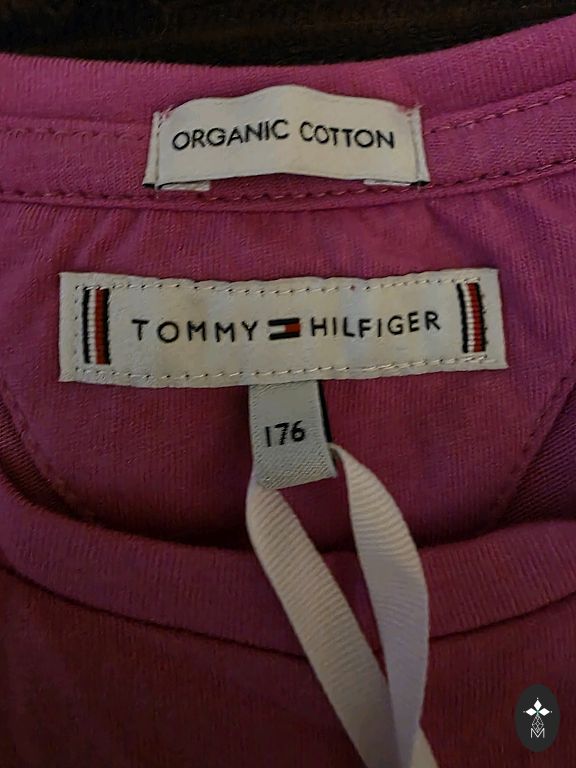 ORGANIC COTTON
TOMMY HILFIGER
176
M